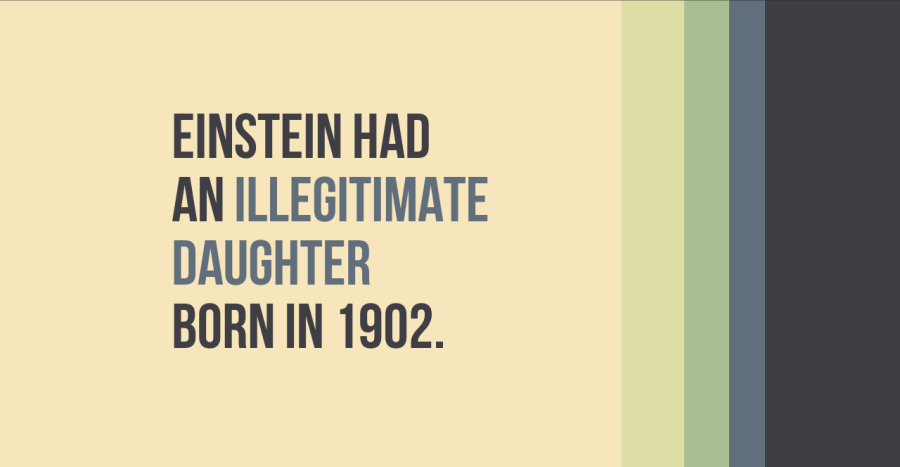 EINSTEIN HAD
AN ILLEGITIMATE
DAUGHTER
BORN IN 1902.